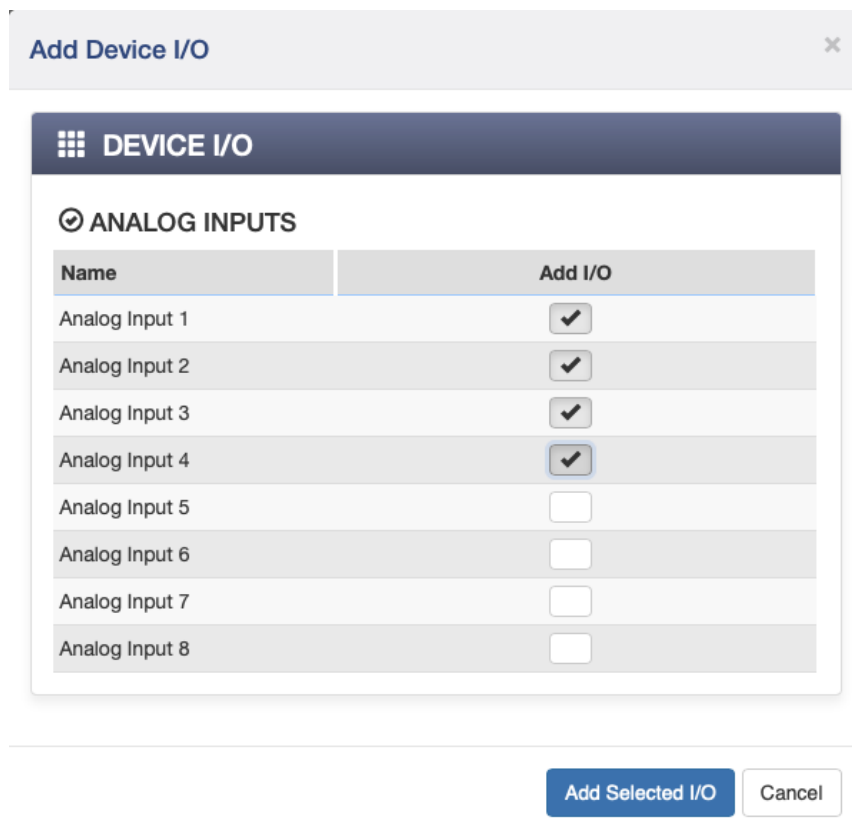 Add Device I/O
DEVICE I/O
ANALOG INPUTS
Name Add I/O
Analog Input 1
Analog Input 2
Analog Input 3
Analog Input 4
Analog Input 5
Analog Input 6
Analog Input 7
Analog Input 8
Add Selected I/O Cancel